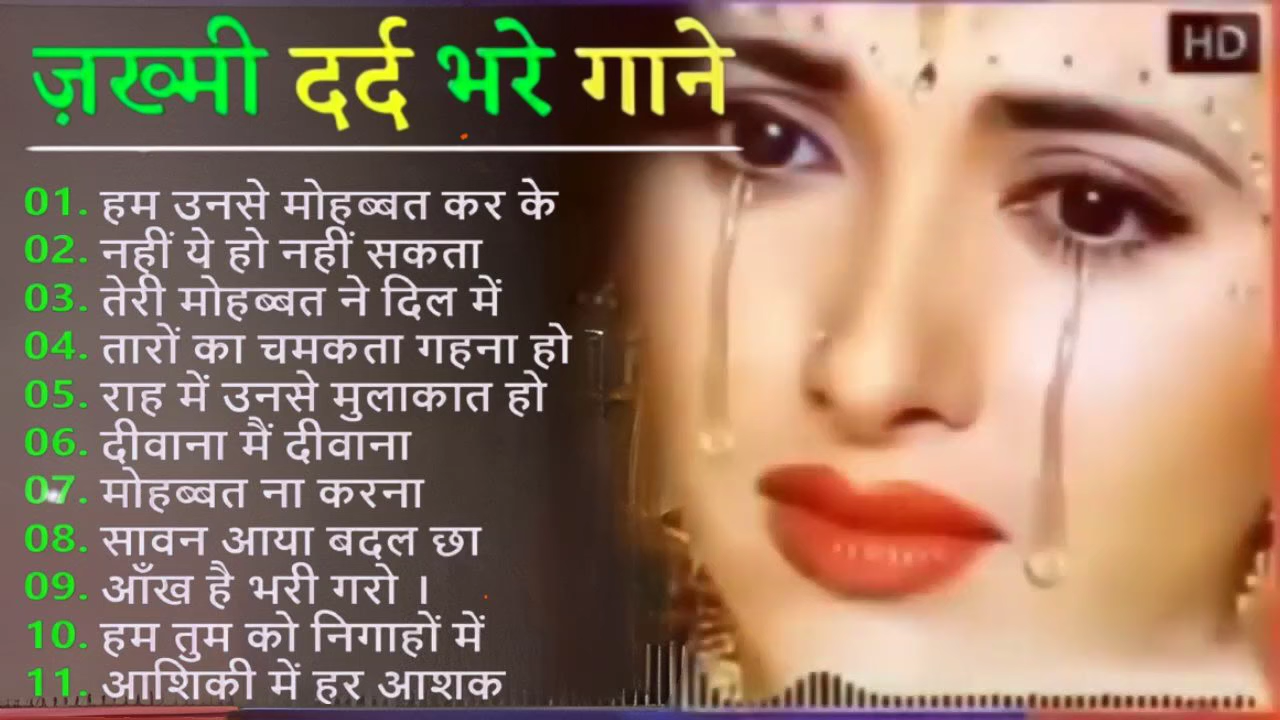 ज़ख्मी दर्द भरे गाने
HD
01. हम उनसे मोहब्बत कर के
02. नहीं ये हो नहीं सकता
03. तेरी मोहब्बत ने दिल में
04. तारों का चमकता गहना हो
05. राह में उनसे मुलाकात हो
06. दीवाना मैं दीवाना
07. मोहब्बत ना करना
08. सावन आया बदल छा
09. आँख है भरी गरो ।
10. हम तुम को निगाहों में
11. आशिकी में हर आशक